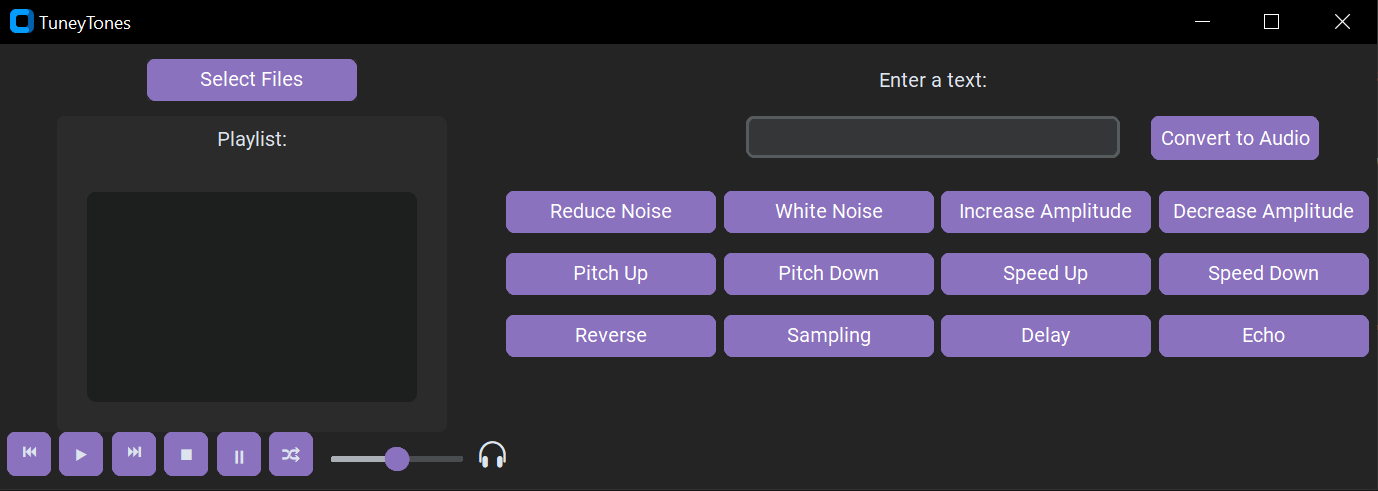 TuneyTones
Select Files
Enter a text:
Playlist:
Convert to Audio
Reduce Noise
White Noise
Increase Amplitude
Decrease Amplitude
Pitch Up
Pitch Down
Speed Up
Speed Down
Reverse
Sampling
Delay
Echo